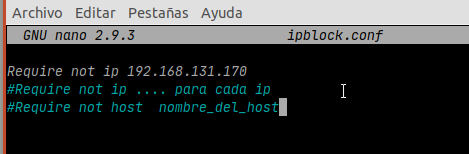 Archivo Editar Pestañas Ayuda
GNU nano 2.9.3 ipblock.conf
Require not ip 192.168.131.170
#Require not ip .... para cada ip
#Require not host  nombre_del_host